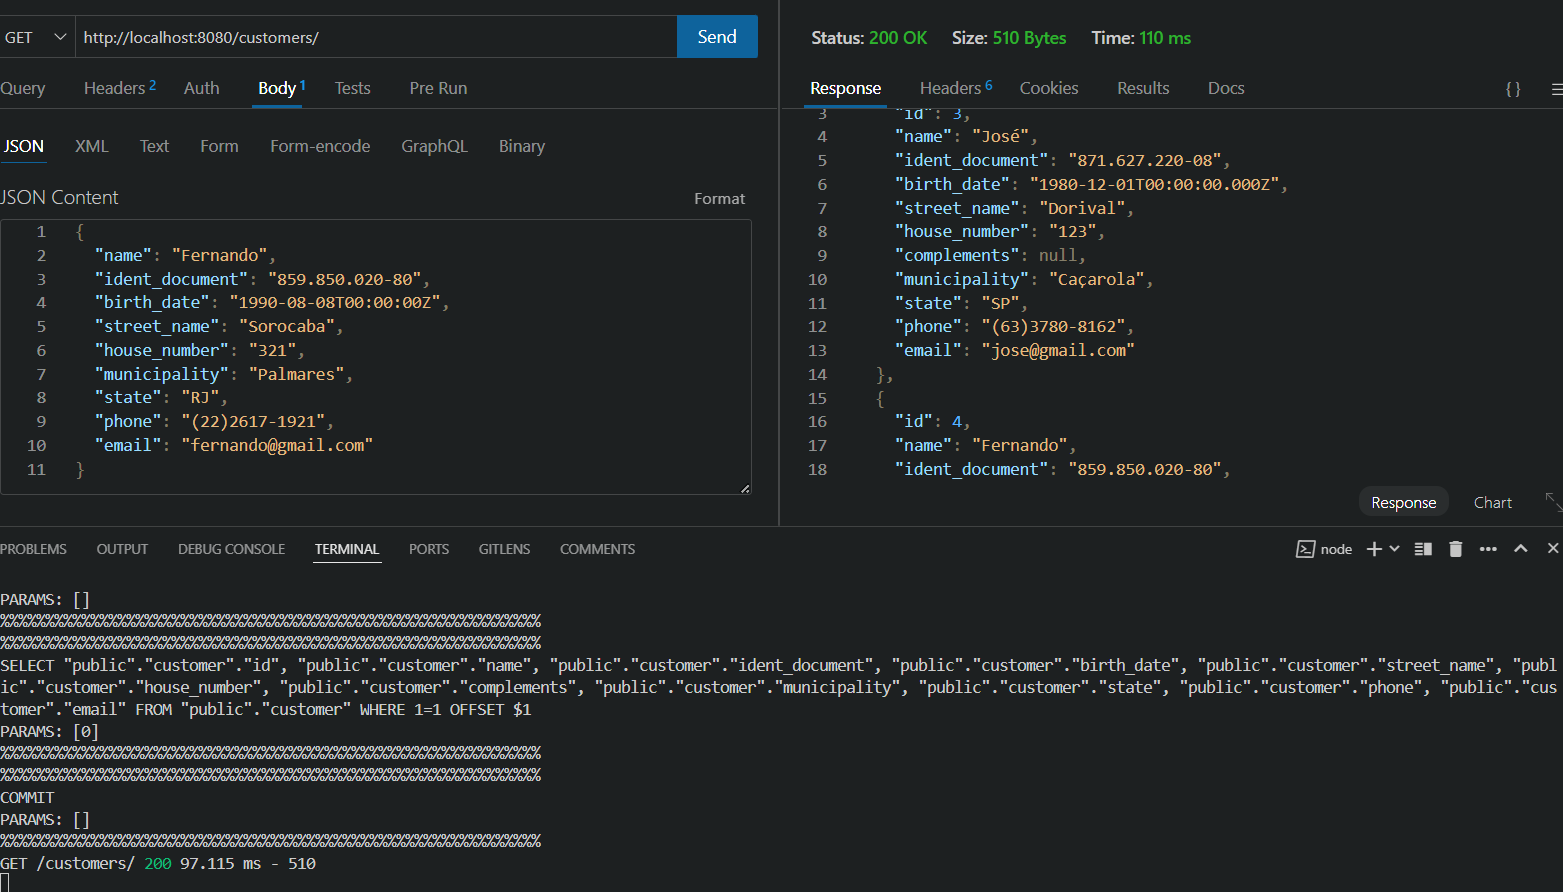 GET http://localhost:8080/customers/ Send
Query Headers 2 Auth Body 1 Tests Pre Run
JSON XML Text Form Form-encode GraphQL Binary
JSON Content Format
1 {
2 "name": "Fernando",
3 "ident_document": "859.850.020-80",
4 "birth_date": "1990-08-08T00:00:00Z",
5 "street_name": "Sorocaba",
6 "house_number": "321",
7 "municipality": "Palmares",
8 "state": "RJ",
9 "phone": "(22)2617-1921",
10 "email": "fernando@gmail.com"
11 }
Status: 200 OK Size: 510 Bytes Time: 110 ms
Response Headers 6 Cookies Results Docs { }
3 "id": 3,
4 "name": "José",
5 "ident_document": "871.627.220-08",
6 "birth_date": "1980-12-01T00:00:00.000Z",
7 "street_name": "Dorival",
8 "house_number": "123",
9 "complements": null,
10 "municipality": "Caçarola",
11 "state": "SP",
12 "phone": "(63)3780-8162",
13 "email": "jose@gmail.com"
14 },
15 {
16 "id": 4,
17 "name": "Fernando",
18 "ident_document": "859.850.020-80",
Response Chart
PROBLEMS OUTPUT DEBUG CONSOLE TERMINAL PORTS GITLENS COMMENTS node
PARAMS: []
%%%%%%%%%%%%%%%%%%%%%%%%%%%%%%%%%%%%%%%%%%%%%%%%%%%%%%%%%%%%
%%%%%%%%%%%%%%%%%%%%%%%%%%%%%%%%%%%%%%%%%%%%%%%%%%%%%%%%%%%%
SELECT "public"."customer"."id", "public"."customer"."name", "public"."customer"."ident_document", "public"."customer"."birth_date", "public"."customer"."street_name", "publ
ic"."customer"."house_number", "public"."customer"."complements", "public"."customer"."municipality", "public"."customer"."state", "public"."customer"."phone", "public"."cus
tomer"."email" FROM "public"."customer" WHERE 1=1 OFFSET $1
PARAMS: [0]
%%%%%%%%%%%%%%%%%%%%%%%%%%%%%%%%%%%%%%%%%%%%%%%%%%%%%%%%%%%%
%%%%%%%%%%%%%%%%%%%%%%%%%%%%%%%%%%%%%%%%%%%%%%%%%%%%%%%%%%%%
COMMIT
PARAMS: []
%%%%%%%%%%%%%%%%%%%%%%%%%%%%%%%%%%%%%%%%%%%%%%%%%%%%%%%%%%%%
GET /customers/ 200 97.115 ms - 510